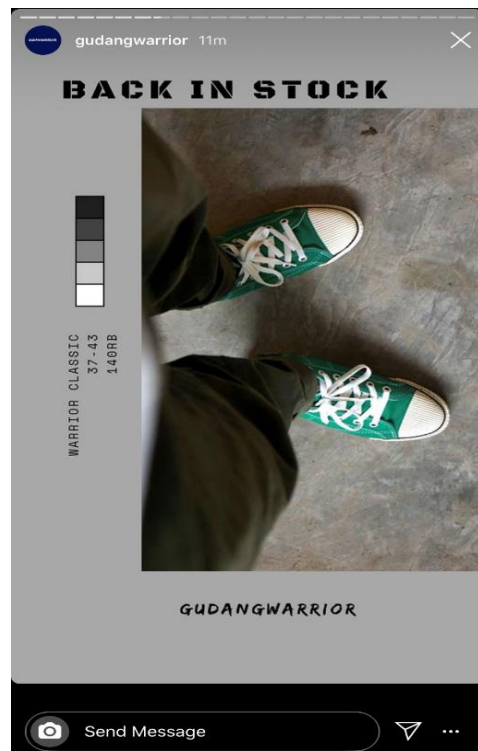 gudangwarrior 11m
BACK IN STOCK
WARRIOR CLASSIC
37-43
140RB
GUDANGWARRIOR
Send Message